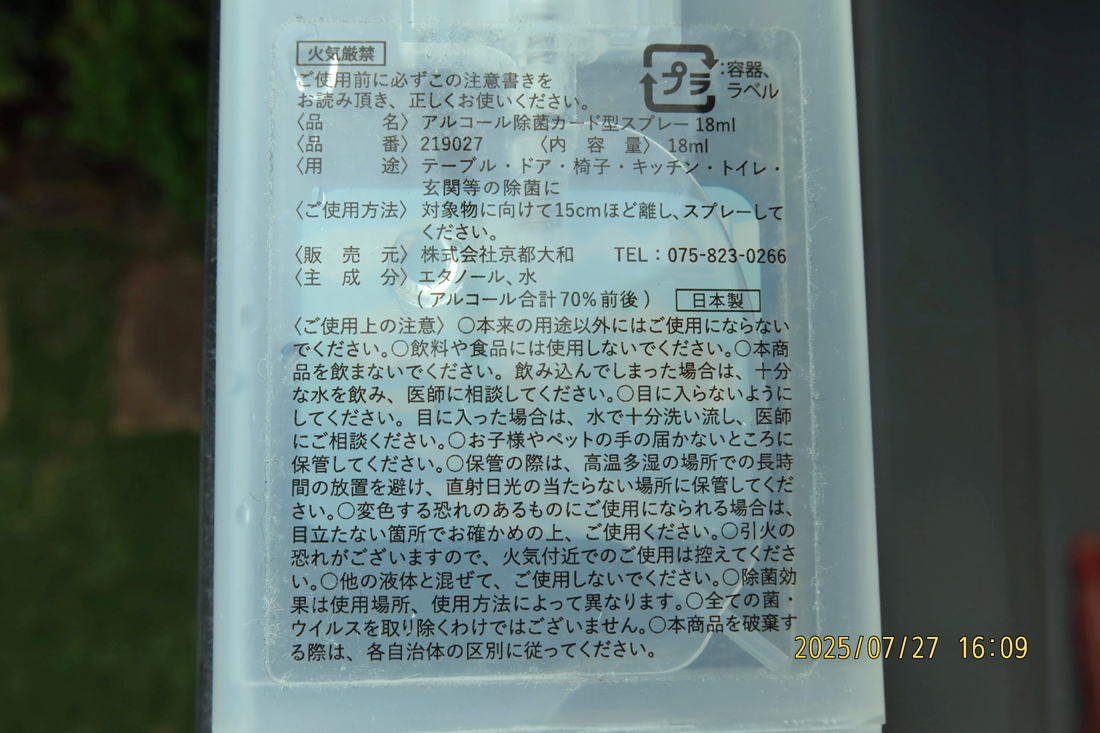 火気厳禁
ご使用前に必ずこの注意書きを
お読み頂き、正しくお使いください。
プラ
:容器、
ラベル
〈品　　名〉 アルコール除菌カード型スプレー 18ml
〈品　　番〉 219027　〈内 容 量〉 18ml
〈用　　途〉 テーブル・ドア・椅子・キッチン・トイレ・
玄関等の除菌に
〈ご使用方法〉 対象物に向けて15cmほど離し、スプレーして
ください。
〈販 売 元〉 株式会社京都大和　TEL：075-823-0266
〈主 成 分〉 エタノール、水
(アルコール合計70%前後) 日本製
〈ご使用上の注意〉○本来の用途以外にはご使用にならない
でください。○飲料や食品には使用しないでください。○本商
品を飲まないでください。飲み込んでしまった場合は、十分
な水を飲み、医師に相談してください。○目に入らないように
してください。目に入った場合は、水で十分洗い流し、医師
にご相談ください。○お子様やペットの手の届かないところに
保管してください。○保管の際は、高温多湿の場所での長時
間の放置を避け、直射日光の当たらない場所に保管してくだ
さい。○変色する恐れのあるものにご使用になられる場合は、
目立たない箇所でお確かめの上、ご使用ください。○引火の
恐れがございますので、火気付近でのご使用は控えてくださ
い。○他の液体と混ぜて、ご使用しないでください。○除菌効
果は使用場所、使用方法によって異なります。○全ての菌・
ウイルスを取り除くわけではございません。○本商品を破棄す
る際は、各自治体の区別に従ってください。
2025/07/27 16:09